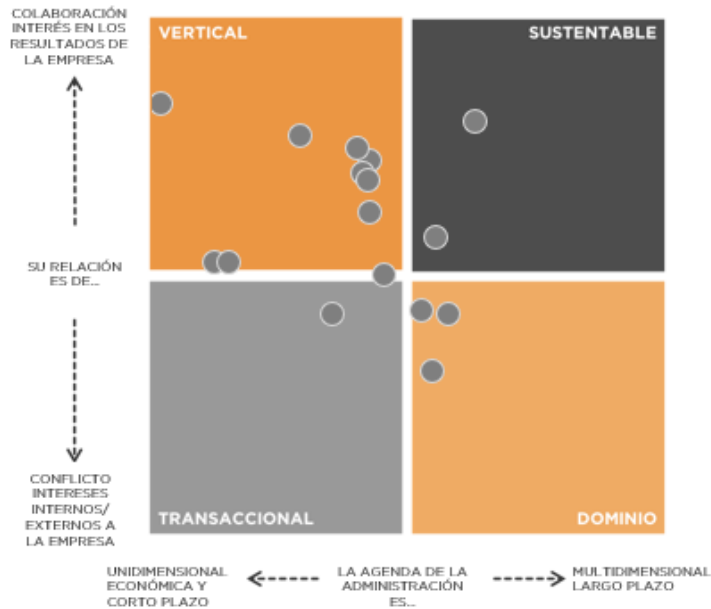 COLABORACIÓN
INTERÉS EN LOS
RESULTADOS DE
LA EMPRESA
VERTICAL
SUSTENTABLE
SU RELACIÓN
ES DE...
CONFLICTO
INTERESES
INTERNOS/
EXTERNOS A
LA EMPRESA
TRANSACCIONAL
DOMINIO
UNIDIMENSIONAL
ECONÓMICA Y
CORTO PLAZO
LA AGENDA DE LA
ADMINISTRACIÓN
ES...
MULTIDIMENSIONAL
LARGO PLAZO